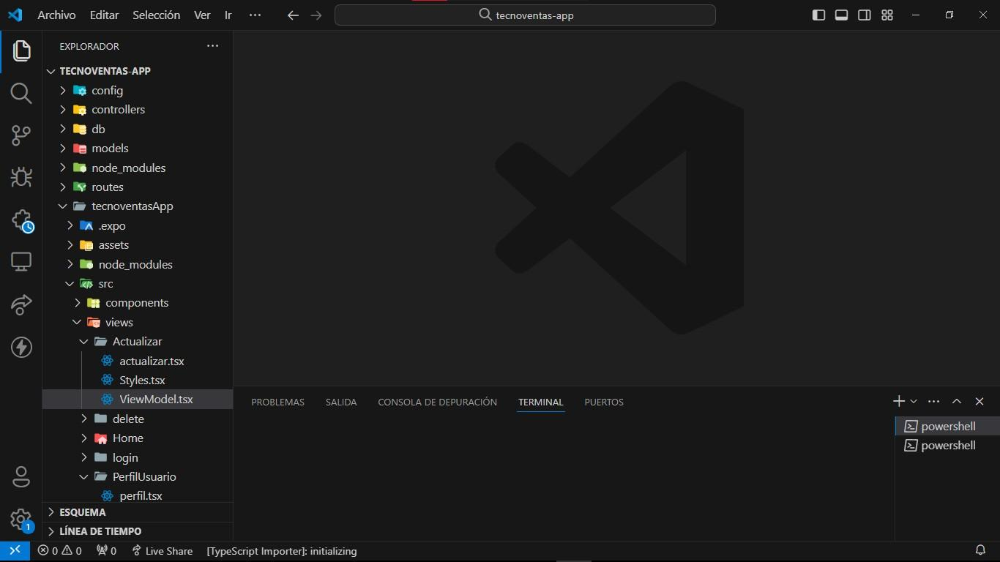 Archivo Editar Selección Ver Ir ··· tecnoventas-app
EXPLORADOR ···
TECNOVENTAS-APP
config
controllers
db
models
node_modules
routes
tecnoventasApp
.expo
assets
node_modules
src
components
views
Actualizar
actualizar.tsx
Styles.tsx
ViewModel.tsx
delete
Home
login
PerfilUsuario
perfil.tsx
ESQUEMA
LÍNEA DE TIEMPO
1
PROBLEMAS SALIDA CONSOLA DE DEPURACIÓN TERMINAL PUERTOS
powershell
powershell
0 0 0 Live Share [TypeScript Importer]: initializing